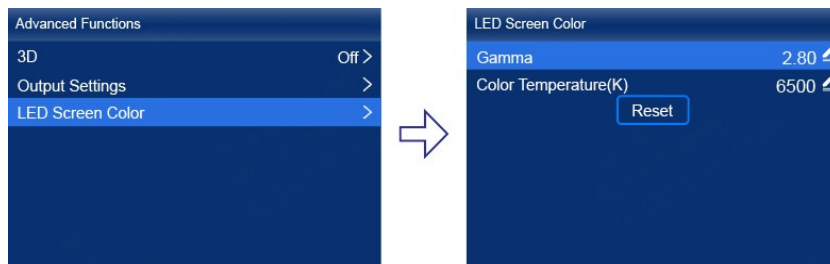 Advanced Functions
3D Off
Output Settings
LED Screen Color
LED Screen Color
Gamma 2.80
Color Temperature(K) 6500
Reset